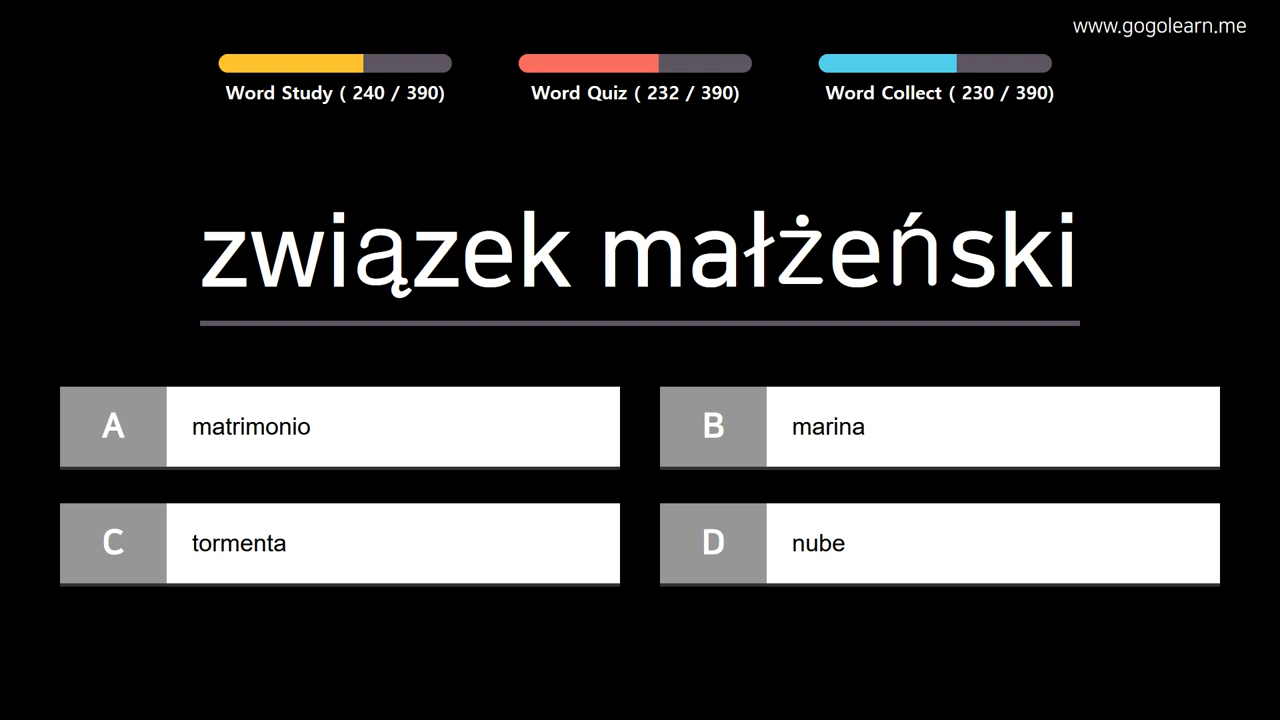 www.gogolearn.me
Word Study ( 240 / 390)
Word Quiz ( 232 / 390)
Word Collect ( 230 / 390)
związek małżeński
A matrimonio
B marina
C tormenta
D nube